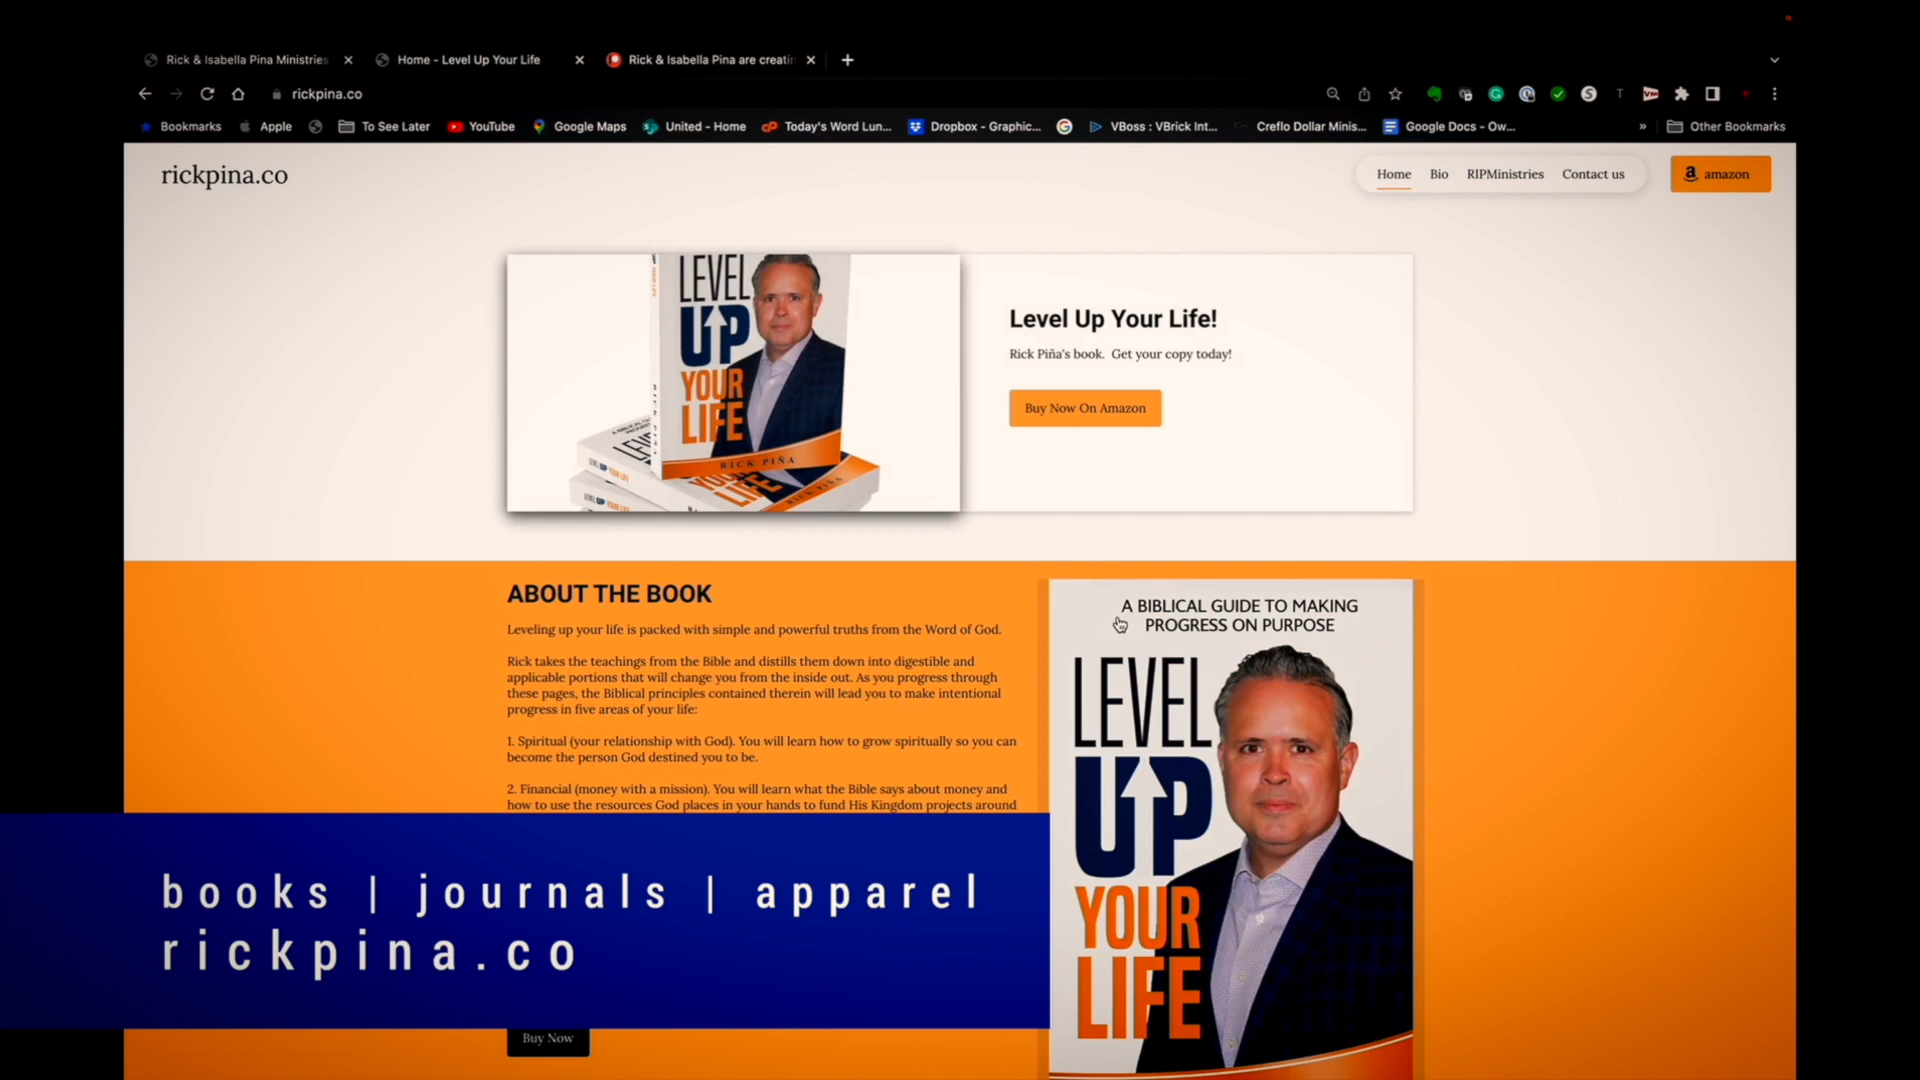 Rick & Isabella Pina Ministries
Home - Level Up Your Life
Rick & Isabella Pina are creatin
rickpina.co
Bookmarks
Apple
To See Later
YouTube
Google Maps
United - Home
Today's Word Lun...
Dropbox - Graphic...
VBoss : VBrick Int...
Creflo Dollar Minis...
Google Docs - Ow...
»
Other Bookmarks
rickpina.co
Home
Bio
RIPMinistries
Contact us
amazon
LEVEL
UP
YOUR
LIFE
RICK PIÑA
Level Up Your Life!
Rick Piña's book. Get your copy today!
Buy Now On Amazon
ABOUT THE BOOK
Leveling up your life is packed with simple and powerful truths from the Word of God.
Rick takes the teachings from the Bible and distills them down into digestible and
applicable portions that will change you from the inside out. As you progress through
these pages, the Biblical principles contained therein will lead you to make intentional
progress in five areas of your life:
1. Spiritual (your relationship with God). You will learn how to grow spiritually so you can
become the person God destined you to be.
2. Financial (money with a mission). You will learn what the Bible says about money and
how to use the resources God places in your hands to fund His Kingdom projects around
A BIBLICAL GUIDE TO MAKING
PROGRESS ON PURPOSE
LEVEL
UP
YOUR
LIFE
books | journals | apparel
rickpina.co
Buy Now